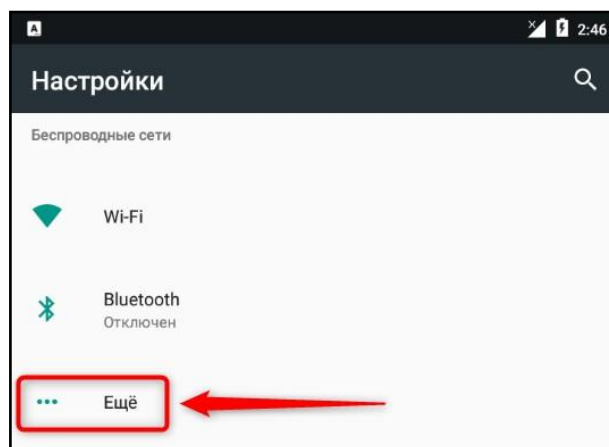 A
2:46
Настройки
Беспроводные сети
Wi-Fi
Bluetooth
Отключен
Ещё